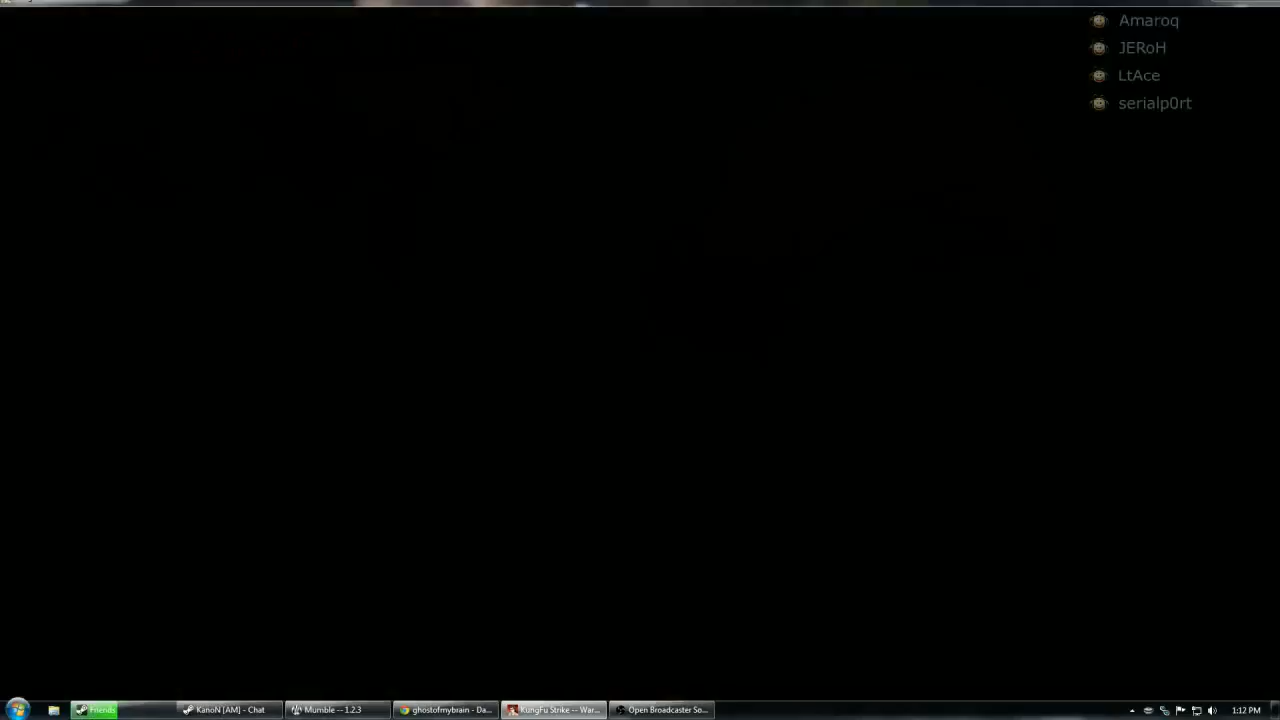 Amaroq
JERoH
LtAce
serialp0rt
Friends
KanoN [AM] - Chat
Mumble -- 1.2.3
ghostofmybrain - Da...
KungFu Strike -- War...
Open Broadcaster So...
1:12 PM